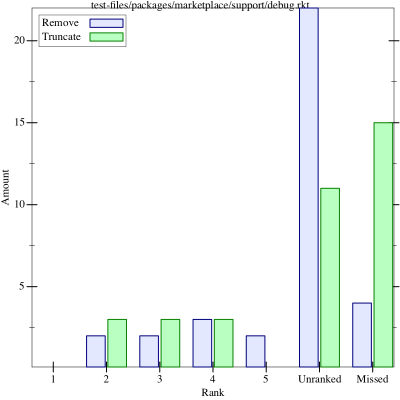 test-files/packages/marketplace/support/debug.rkt
Remove
Truncate
20
15
10
5
Amount
1 2 3 4 5 Unranked Missed
Rank